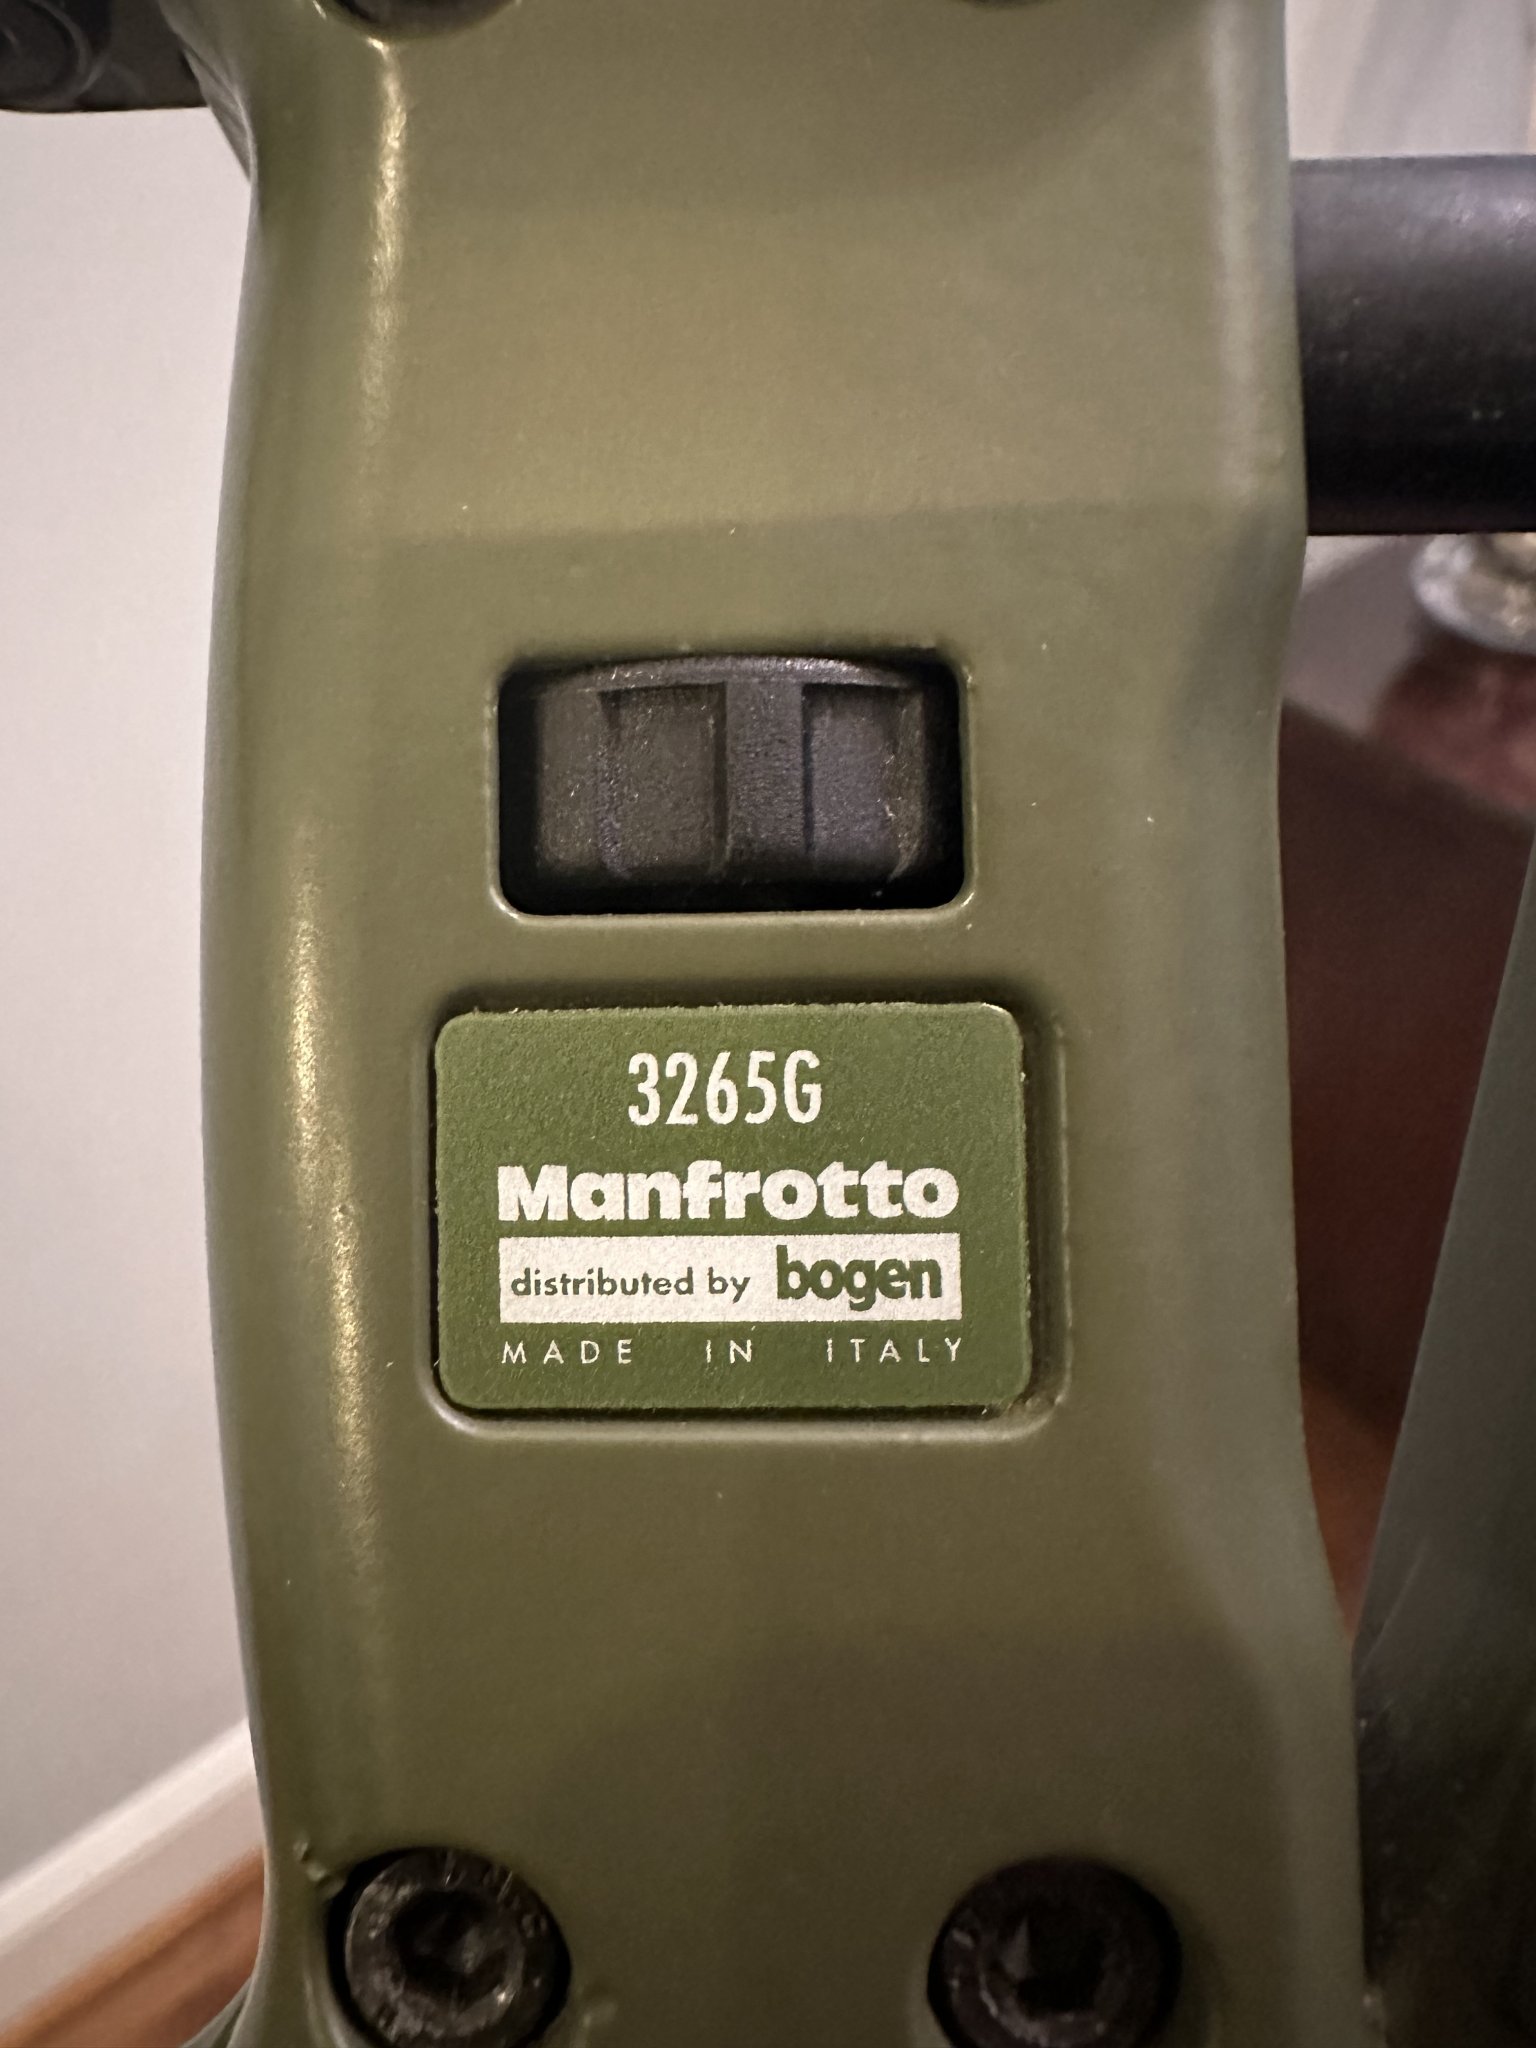 3265G
Manfrotto
distributed by bogen
MADE IN ITALY